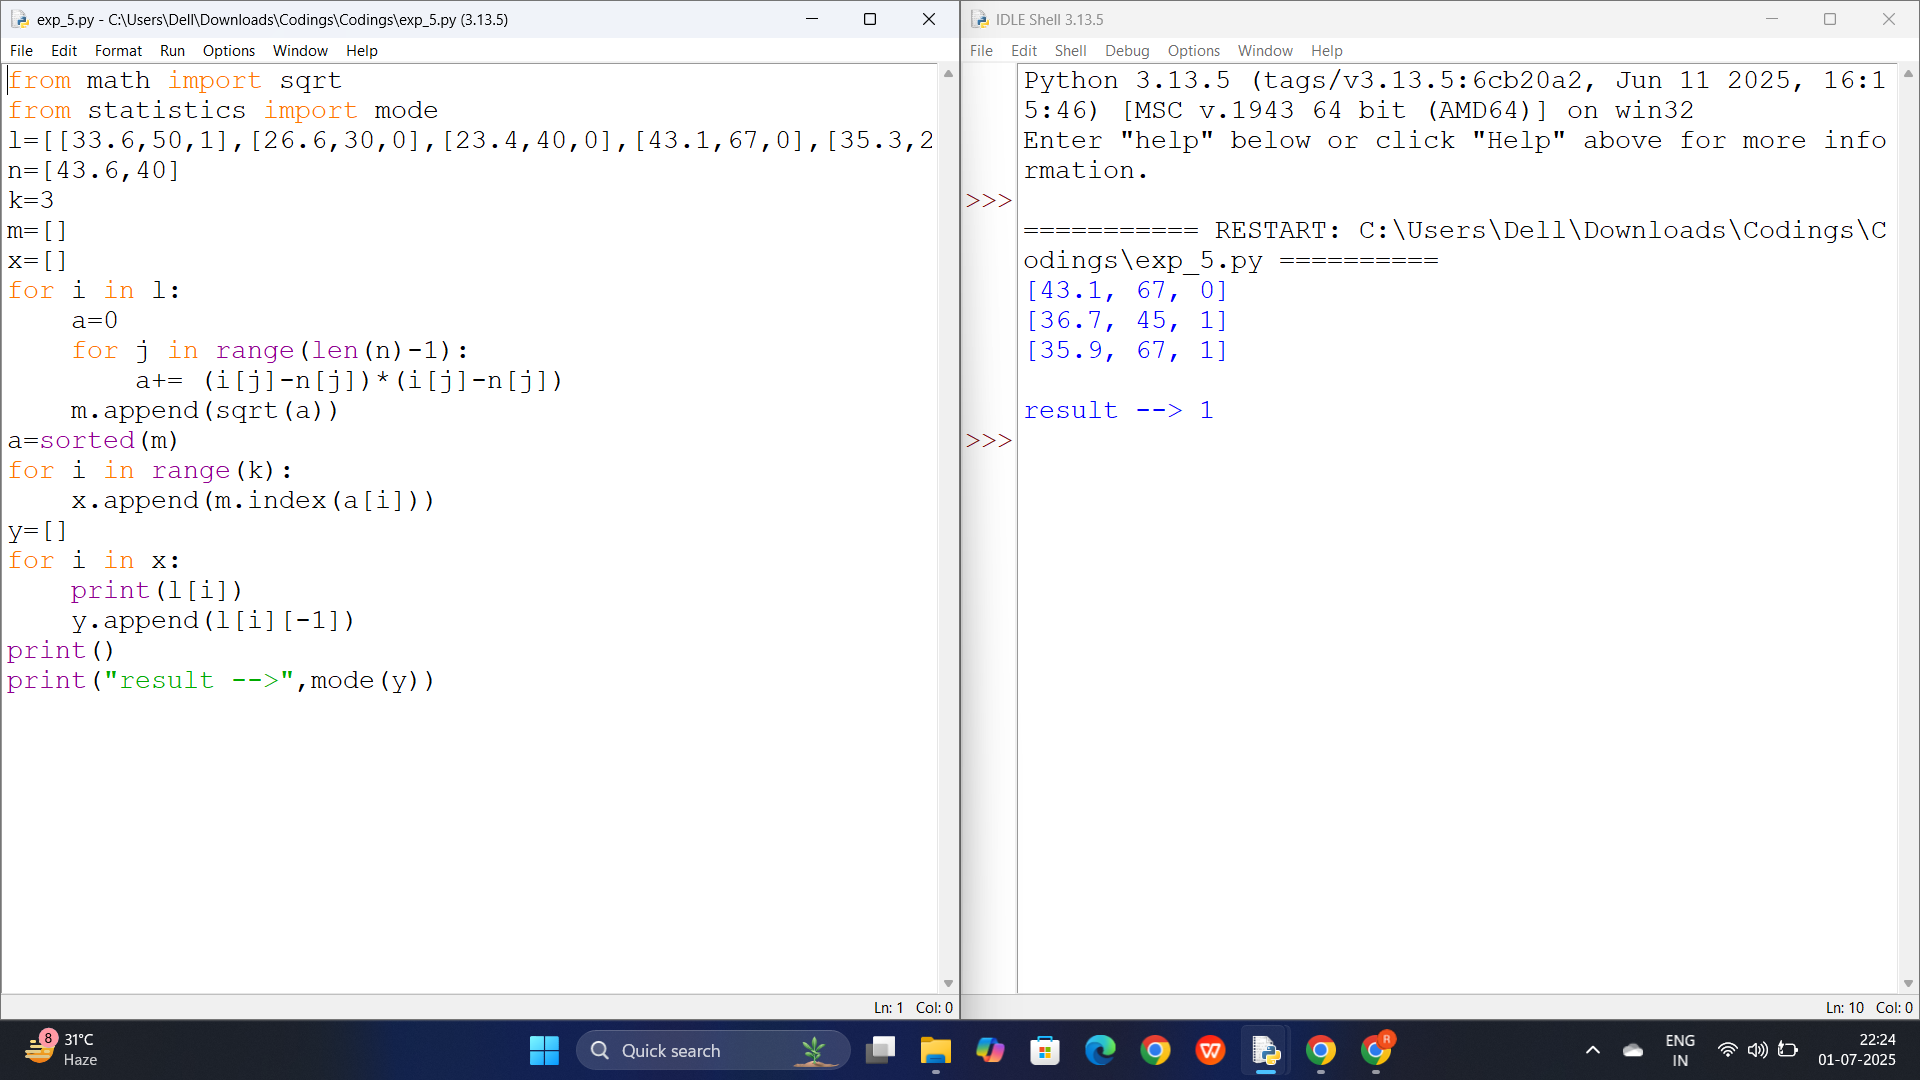 exp_5.py - C:\Users\Dell\Downloads\Codings\Codings\exp_5.py (3.13.5)
File Edit Format Run Options Window Help
from math import sqrt
from statistics import mode
l=[[33.6,50,1],[26.6,30,0],[23.4,40,0],[43.1,67,0],[35.3,2
n=[43.6,40]
k=3
m=[]
x=[]
for i in l:
    a=0
    for j in range(len(n)-1):
        a+= (i[j]-n[j])*(i[j]-n[j])
    m.append(sqrt(a))
a=sorted(m)
for i in range(k):
    x.append(m.index(a[i]))
y=[]
for i in x:
    print(l[i])
    y.append(l[i][-1])
print()
print("result -->",mode(y))
Ln: 1 Col: 0
IDLE Shell 3.13.5
File Edit Shell Debug Options Window Help
Python 3.13.5 (tags/v3.13.5:6cb20a2, Jun 11 2025, 16:1
5:46) [MSC v.1943 64 bit (AMD64)] on win32
Enter "help" below or click "Help" above for more info
rmation.
>>>
=========== RESTART: C:\Users\Dell\Downloads\Codings\C
odings\exp_5.py ==========
[43.1, 67, 0]
[36.7, 45, 1]
[35.9, 67, 1]
result --> 1
>>>
Ln: 10 Col: 0
8
31°C
Haze
Quick search
W
R
ENG
IN
22:24
01-07-2025